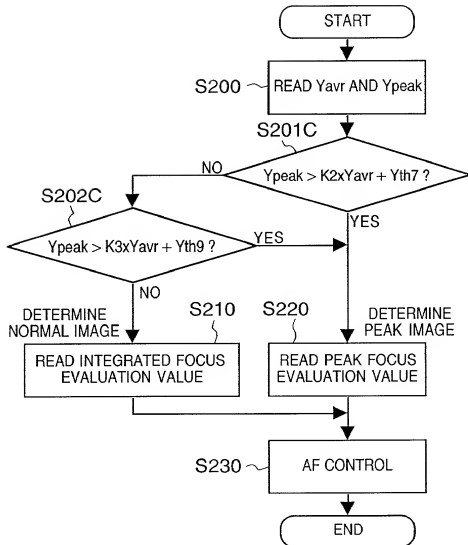 START
S200
READ Yavr AND Ypeak
S201C
Ypeak > K2xYavr + Yth7 ?
NO
YES
S202C
Ypeak > K3xYavr + Yth9 ?
YES
NO
DETERMINE
NORMAL IMAGE
S210
READ INTEGRATED FOCUS
EVALUATION VALUE
S220
DETERMINE
PEAK IMAGE
READ PEAK FOCUS
EVALUATION VALUE
S230
AF CONTROL
END